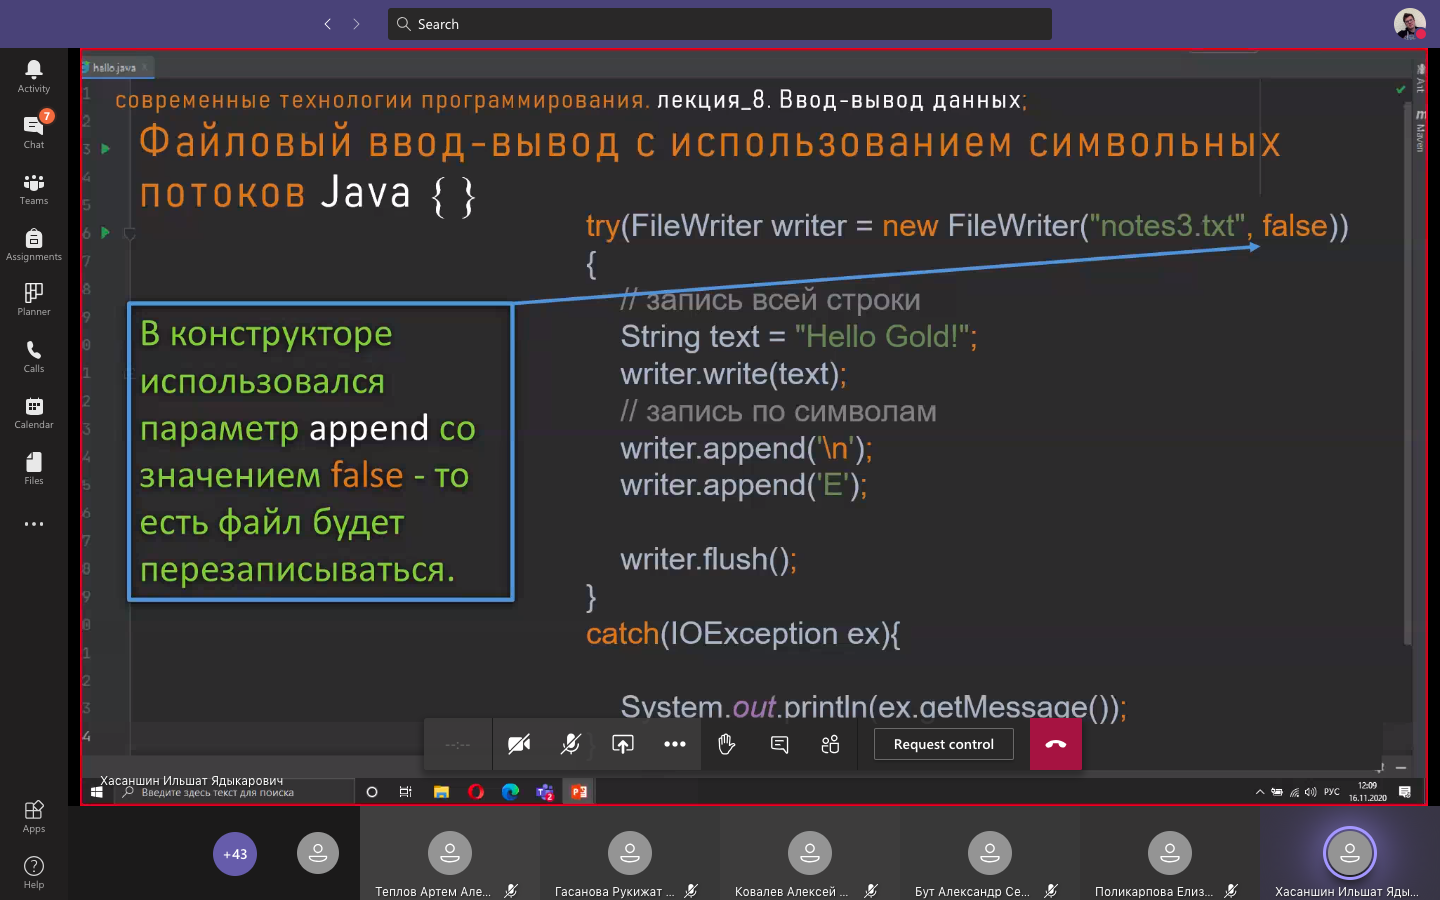 Search
hallo.java
Activity
7
Chat
Teams
Assignments
Planner
Calls
Calendar
Files
Apps
Help
современные технологии программирования. лекция_8. Ввод-вывод данных;
Файловый ввод-вывод с использованием символьных
потоков Java { }
В конструкторе
использовался
параметр append со
значением false - то
есть файл будет
перезаписываться.
try(FileWriter writer = new FileWriter("notes3.txt", false))
{
// запись всей строки
String text = "Hello Gold!";
writer.write(text);
// запись по символам
writer.append('\n');
writer.append('E');
writer.flush();
}
catch(IOException ex){
System.out.println(ex.getMessage());
}
Ant
Maven
--:--
Request control
Хасаншин Ильшат Ядыкарович
Введите здесь текст для поиска
2
РУС
12:09
16.11.2020
+43
Теплов Артем Але...
Гасанова Рукижат ...
Ковалев Алексей ...
Бут Александр Се...
Поликарпова Елиз...
Хасаншин Ильшат Яды...